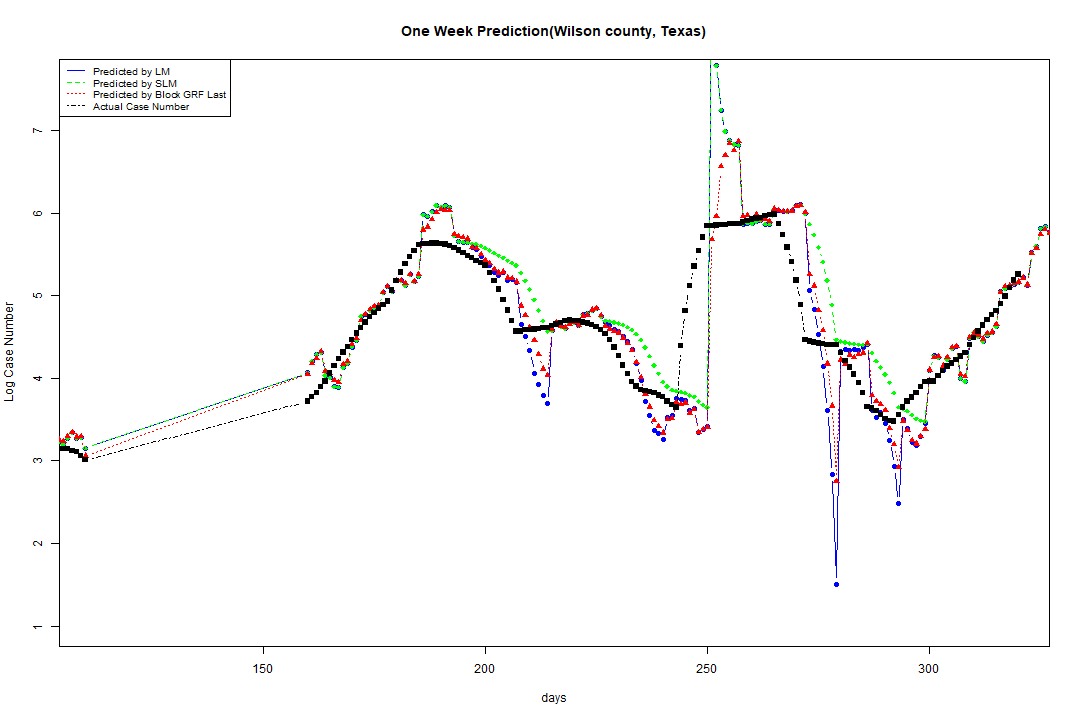 One Week Prediction(Wilson county, Texas)
Predicted by LM
Predicted by SLM
Predicted by Block GRF Last
Actual Case Number
7
6
5
4
3
2
1
Log Case Number
150 200 250 300
days